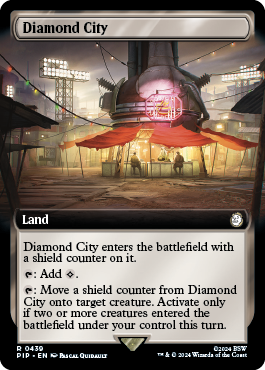 Diamond City
Land
Diamond City enters the battlefield with
a shield counter on it.
: Add .
: Move a shield counter from Diamond
City onto target creature. Activate only
if two or more creatures entered the
battlefield under your control this turn.
R 0439
PIP • EN Pascal Quidault
©2024 BSW
™ & © 2024 Wizards of the Coast